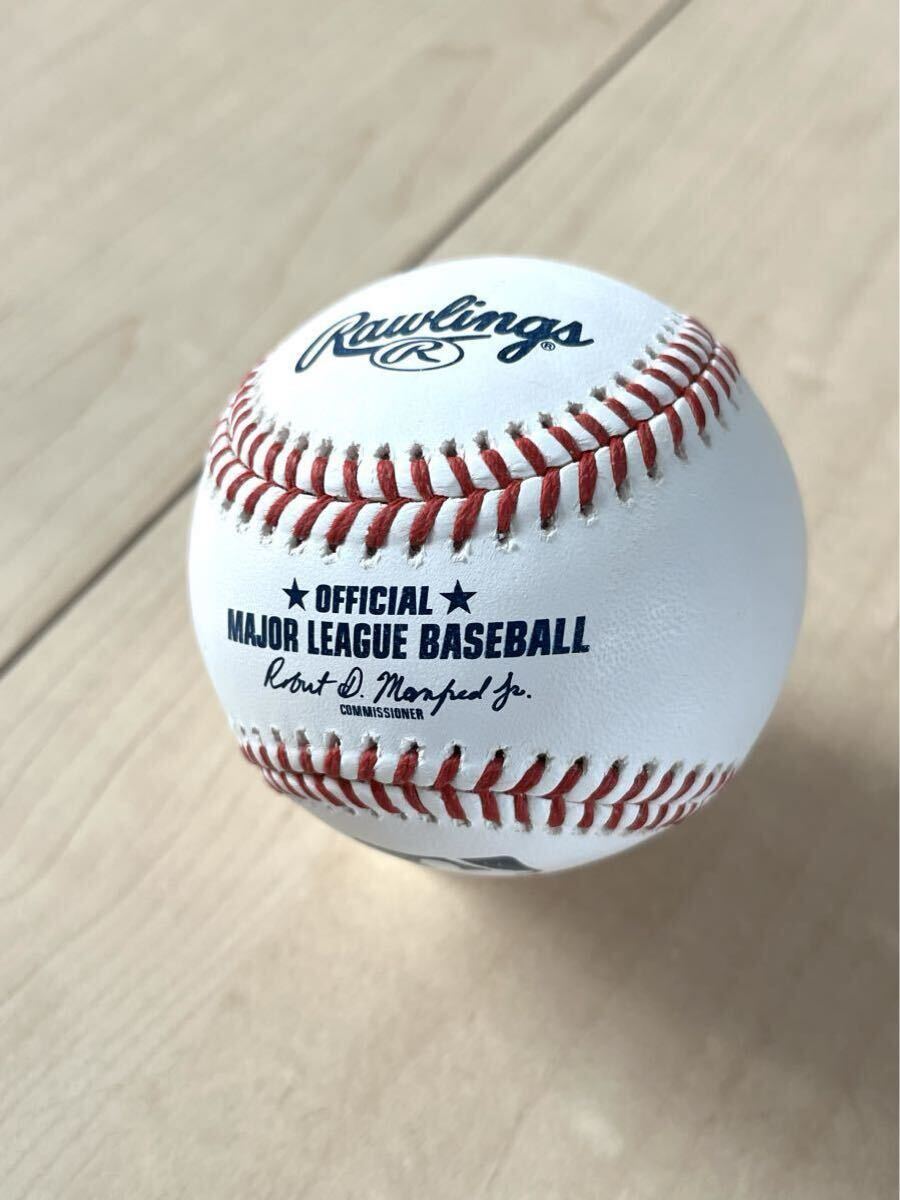 Rawlings®
R
★ OFFICIAL ★
MAJOR LEAGUE BASEBALL
Robert D. Manfred Jr.
COMMISSIONER